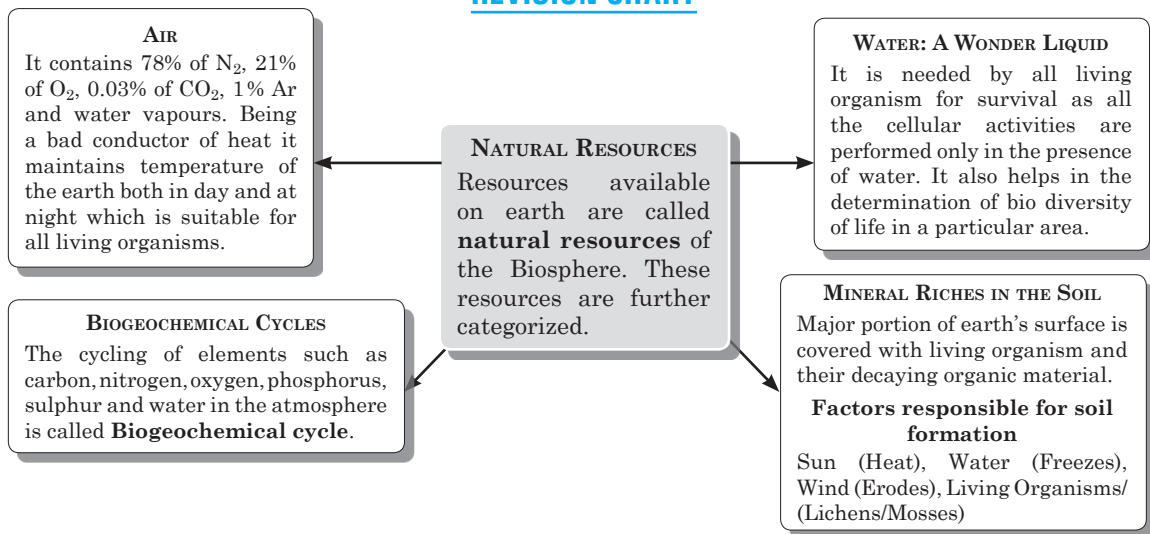 REVISION CHART
AIR
It contains 78% of N₂, 21%
of O₂, 0.03% of CO₂, 1% Ar
and water vapours. Being
a bad conductor of heat it
maintains temperature of
the earth both in day and at
night which is suitable for
all living organisms.
WATER: A WONDER LIQUID
It is needed by all living
organism for survival as all
the cellular activities are
performed only in the presence
of water. It also helps in the
determination of bio diversity
of life in a particular area.
NATURAL RESOURCES
Resources available
on earth are called
natural resources of
the Biosphere. These
resources are further
categorized.
BIOGEOCHEMICAL CYCLES
The cycling of elements such as
carbon, nitrogen, oxygen, phosphorus,
sulphur and water in the atmosphere
is called Biogeochemical cycle.
MINERAL RICHES IN THE SOIL
Major portion of earth's surface is
covered with living organism and
their decaying organic material.
Factors responsible for soil
formation
Sun (Heat), Water (Freezes),
Wind (Erodes), Living Organisms/
(Lichens/Mosses)